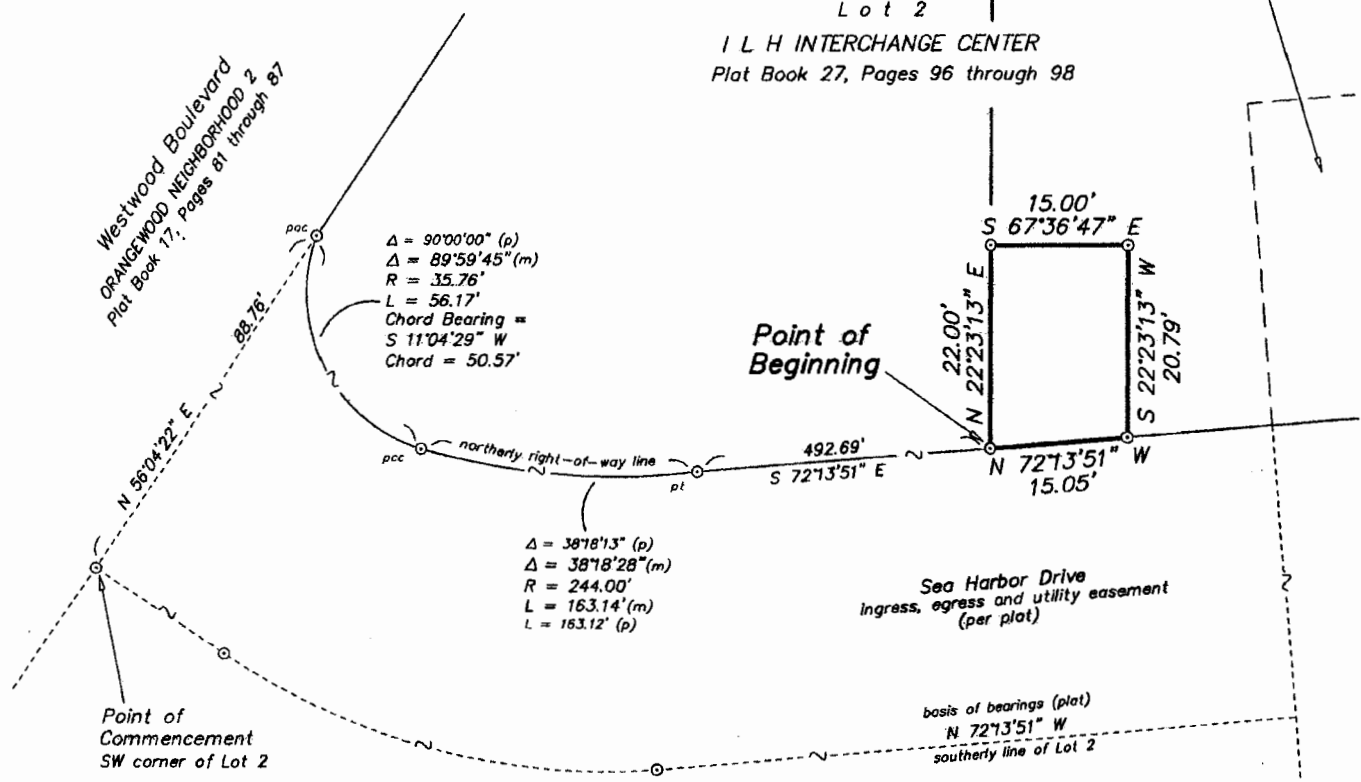 Lot 2
I L H INTERCHANGE CENTER
Plat Book 27, Pages 96 through 98
Westwood Boulevard
ORANGEWOOD NEIGHBORHOOD 2
Plat Book 17, Pages 81 through 87
Δ = 90°00'00" (p)
Δ = 89°59'45"(m)
R = 35.76'
L = 56.17'
Chord Bearing =
S 11°04'29" W
Chord = 50.57'
88.76'
N 56°04'22" E
15.00'
S 67°36'47" E
22.00'
N 22°23'13" E
S 22°23'13" W
20.79'
Point of
Beginning
pcc
northerly right-of-way line
pt
492.69'
S 72°13'51" E
N 72°13'51" W
15.05'
Δ = 38°18'13" (p)
Δ = 38°18'28"(m)
R = 244.00'
L = 163.14'(m)
L = 163.12' (p)
Sea Harbor Drive
ingress, egress and utility easement
(per plat)
Point of
Commencement
SW corner of Lot 2
basis of bearings (plat)
N 72°13'51" W
southerly line of Lot 2